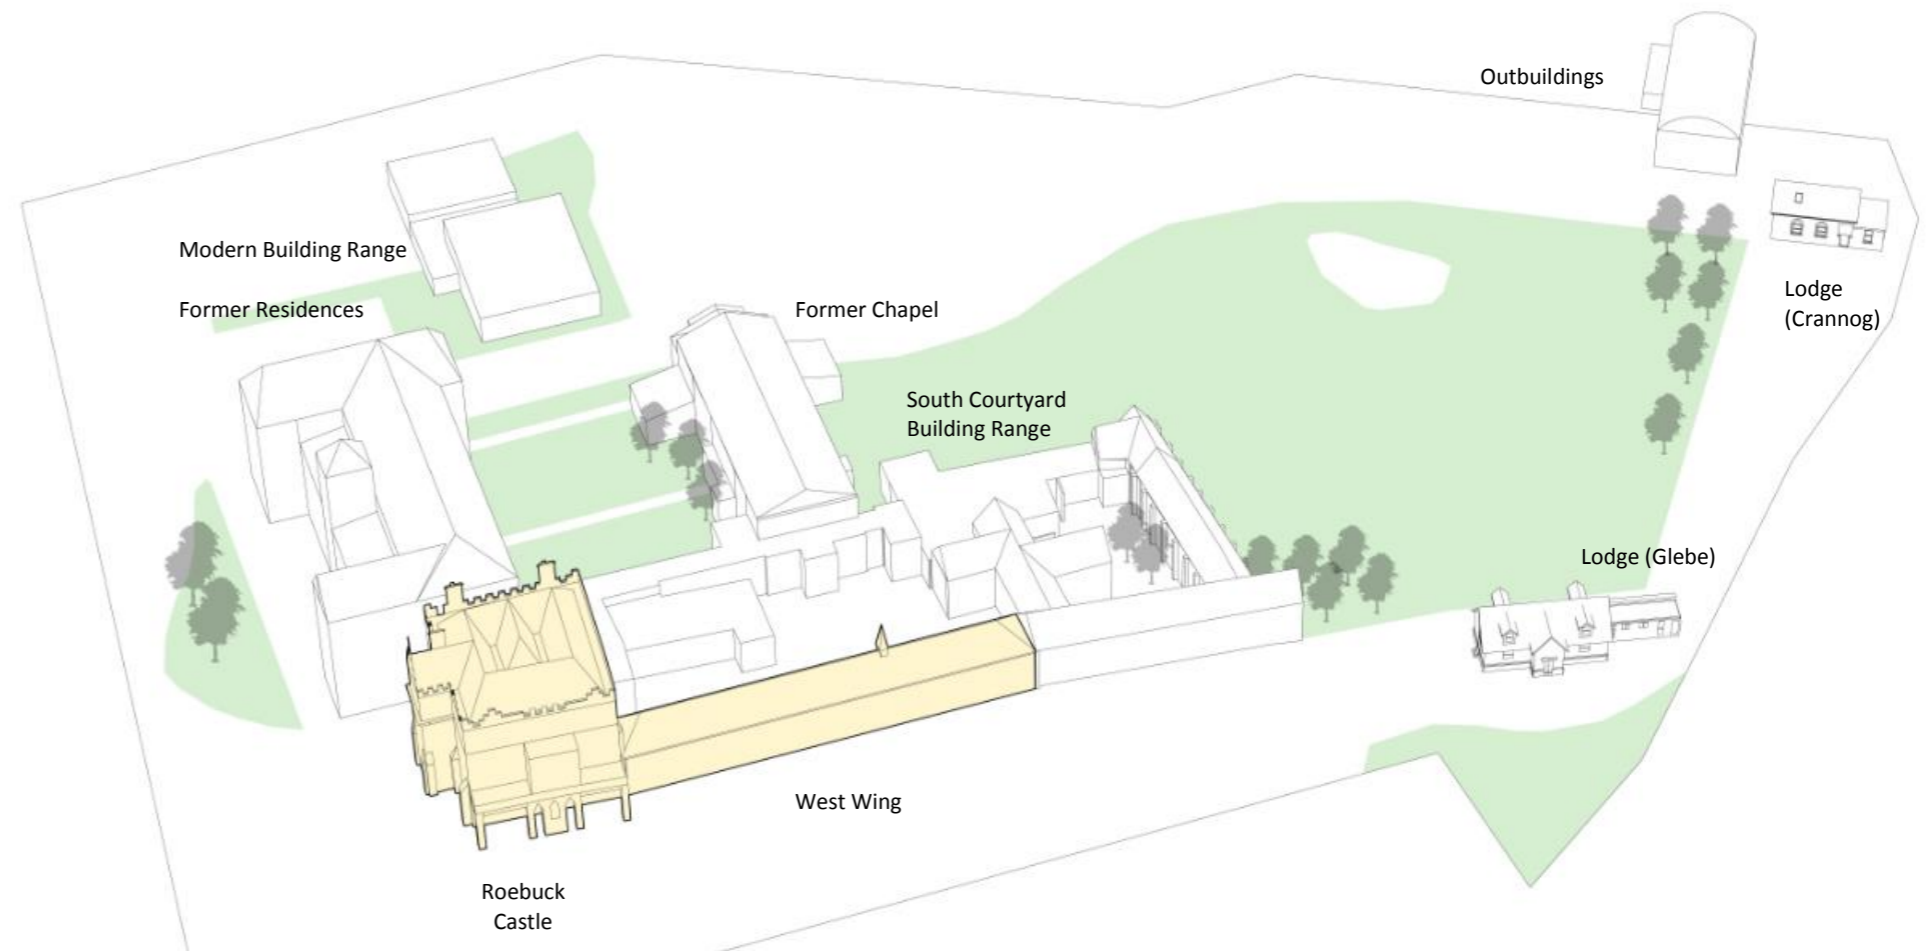 Outbuildings
Modern Building Range
Former Residences
Former Chapel
Lodge
(Crannog)
South Courtyard
Building Range
Lodge (Glebe)
West Wing
Roebuck
Castle